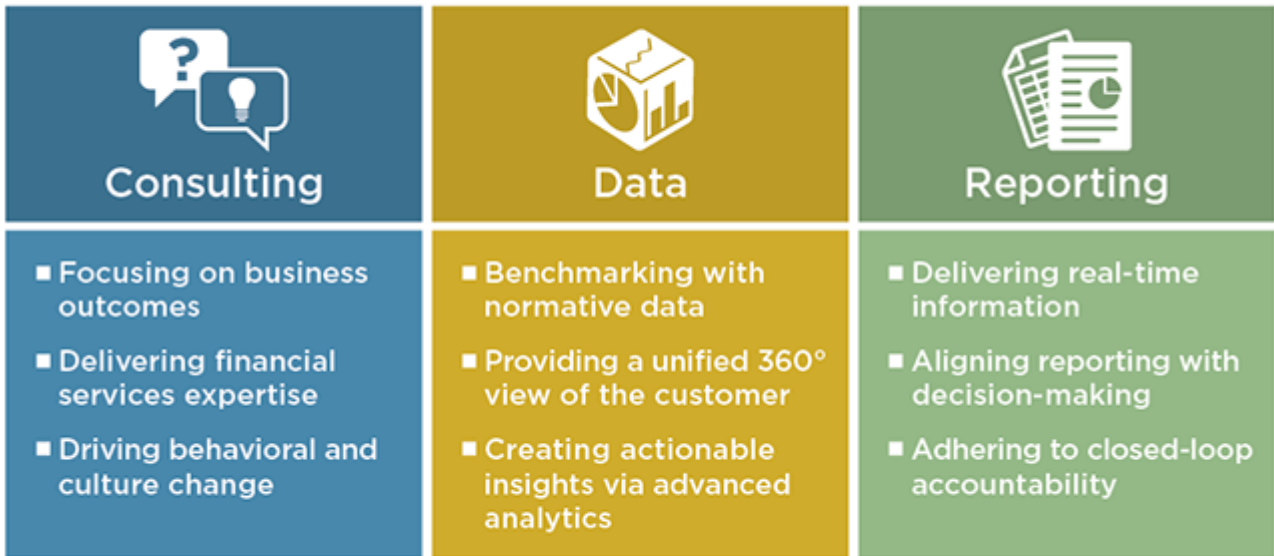 ?
Consulting
Data
Reporting
▪ Focusing on business
outcomes
▪ Delivering financial
services expertise
▪ Driving behavioral and
culture change
▪ Benchmarking with
normative data
▪ Providing a unified 360°
view of the customer
▪ Creating actionable
insights via advanced
analytics
▪ Delivering real-time
information
▪ Aligning reporting with
decision-making
▪ Adhering to closed-loop
accountability